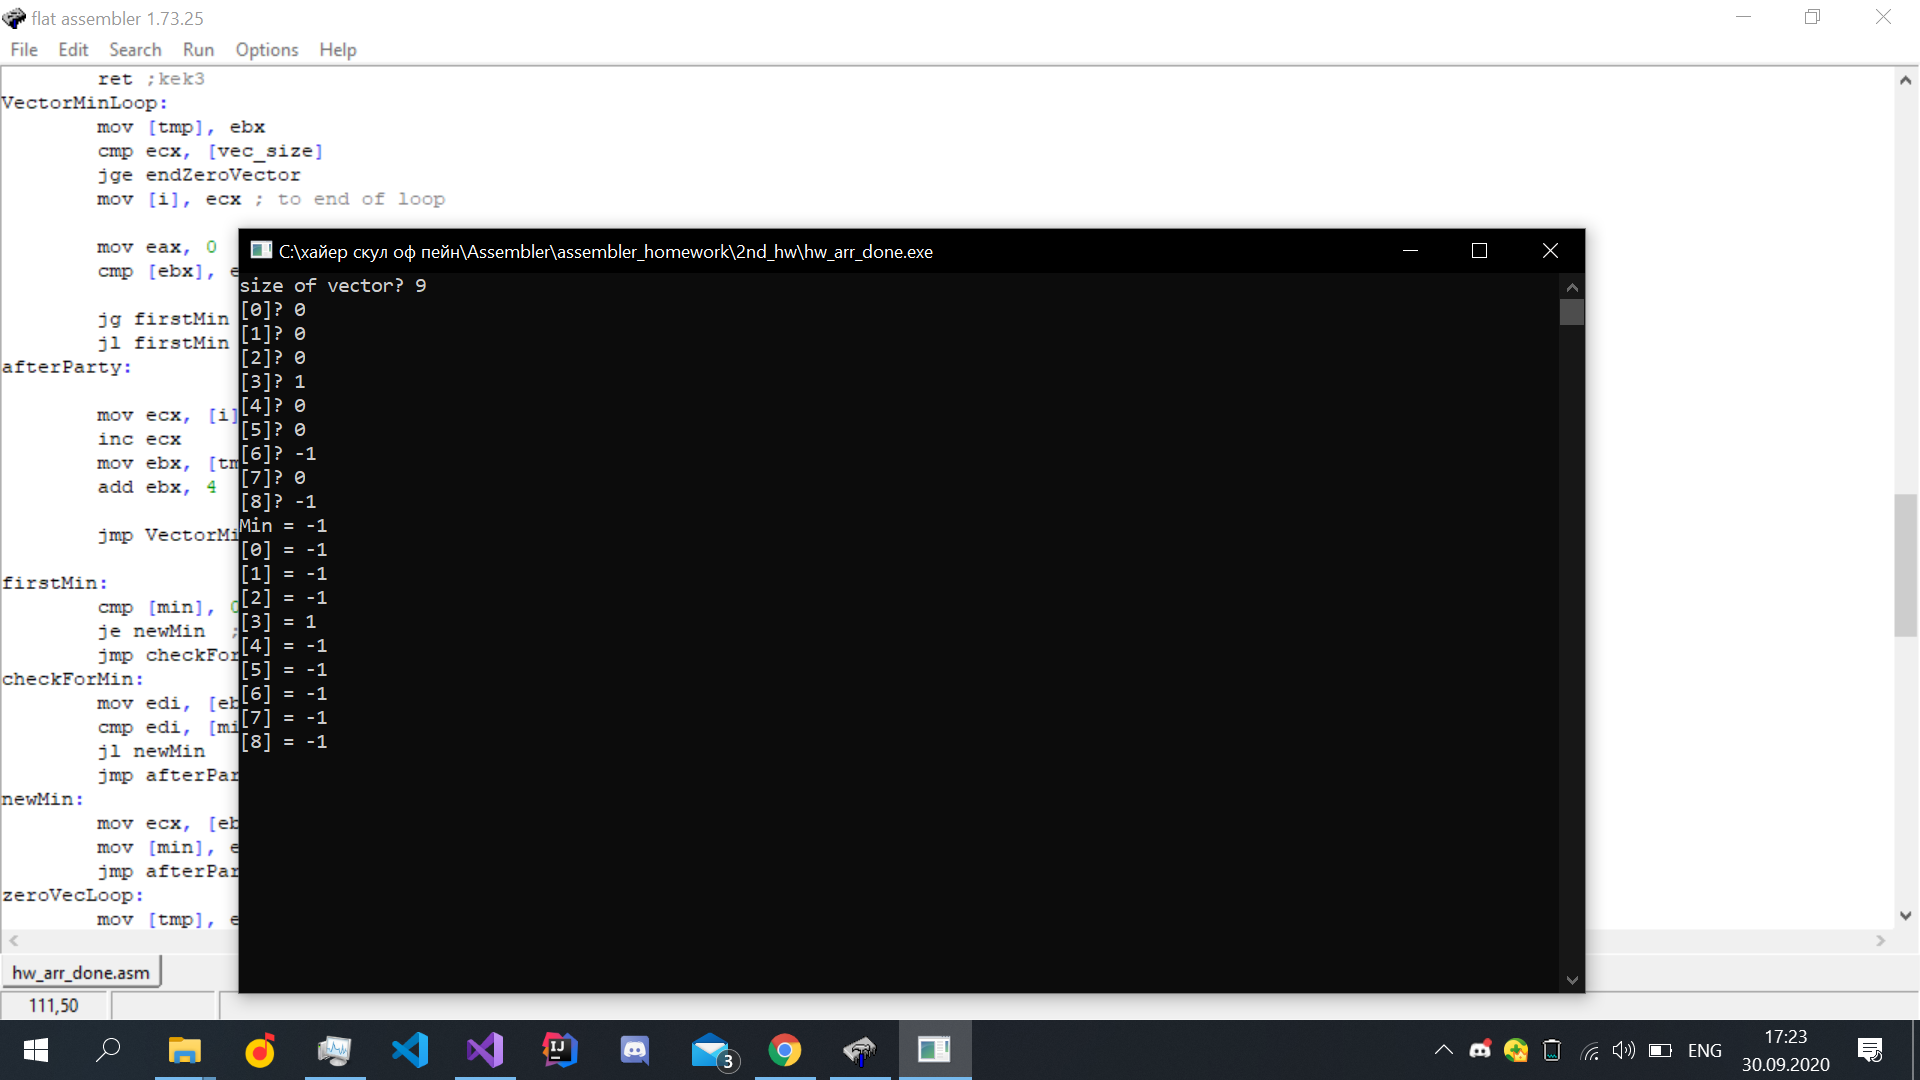 flat assembler 1.73.25
File Edit Search Run Options Help
ret ;kek3
VectorMinLoop:
mov [tmp], ebx
cmp ecx, [vec_size]
jge endZeroVector
mov [i], ecx ; to end of loop
mov eax, 0
cmp [ebx], e
jg firstMin
jl firstMin
afterParty:
mov ecx, [i]
inc ecx
mov ebx, [tm
add ebx, 4
jmp VectorMi
firstMin:
cmp [min], 0
je newMin ;
jmp checkFor
checkForMin:
mov edi, [eb
cmp edi, [mi
jl newMin
jmp afterPar
newMin:
mov ecx, [eb
mov [min], e
jmp afterPar
zeroVecLoop:
mov [tmp], e
hw_arr_done.asm
111,50
C:\хайер скул оф пейн\Assembler\assembler_homework\2nd_hw\hw_arr_done.exe
size of vector? 9
[0]? 0
[1]? 0
[2]? 0
[3]? 1
[4]? 0
[5]? 0
[6]? -1
[7]? 0
[8]? -1
Min = -1
[0] = -1
[1] = -1
[2] = -1
[3] = 1
[4] = -1
[5] = -1
[6] = -1
[7] = -1
[8] = -1
IJ
3
ENG
17:23
30.09.2020